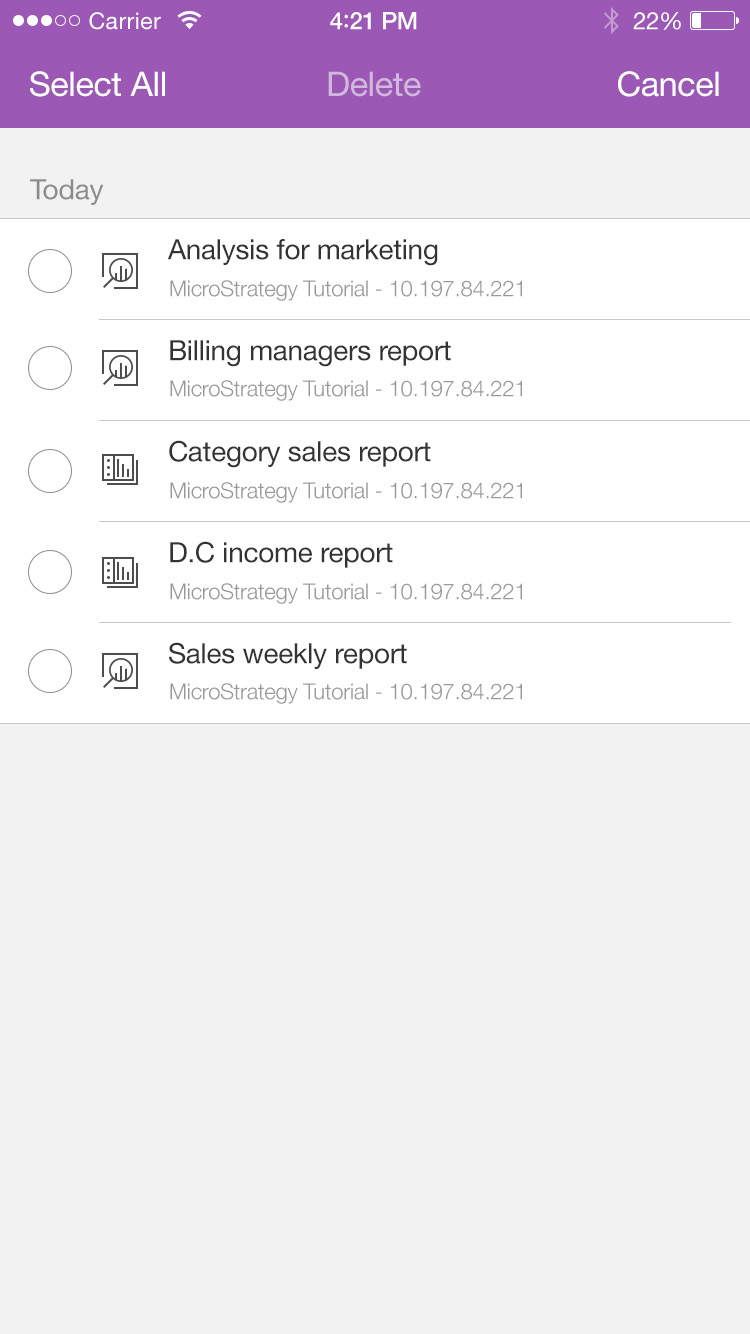 Carrier 4:21 PM 22%
Select All Delete Cancel
Today
Analysis for marketing
MicroStrategy Tutorial - 10.197.84.221
Billing managers report
MicroStrategy Tutorial - 10.197.84.221
Category sales report
MicroStrategy Tutorial - 10.197.84.221
D.C income report
MicroStrategy Tutorial - 10.197.84.221
Sales weekly report
MicroStrategy Tutorial - 10.197.84.221